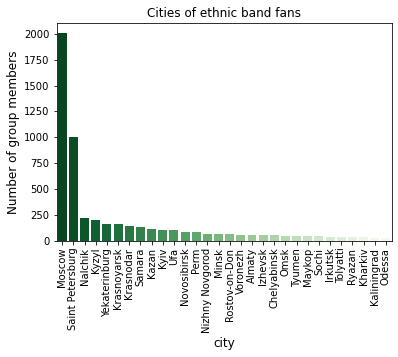 Cities of ethnic band fans
Number of group members
2000
1750
1500
1250
1000
750
500
250
0
Moscow
Saint Petersburg
Nalchik
Kyzyl
Yekaterinburg
Krasnoyarsk
Krasnodar
Samara
Kazan
Kyiv
Ufa
Novosibirsk
Perm
Nizhny Novgorod
Minsk
Rostov-on-Don
Voronezh
Almaty
Izhevsk
Chelyabinsk
Omsk
Tyumen
Maykop
Sochi
Irkutsk
Tolyatti
Ryazan
Kharkiv
Kaliningrad
Odessa
city